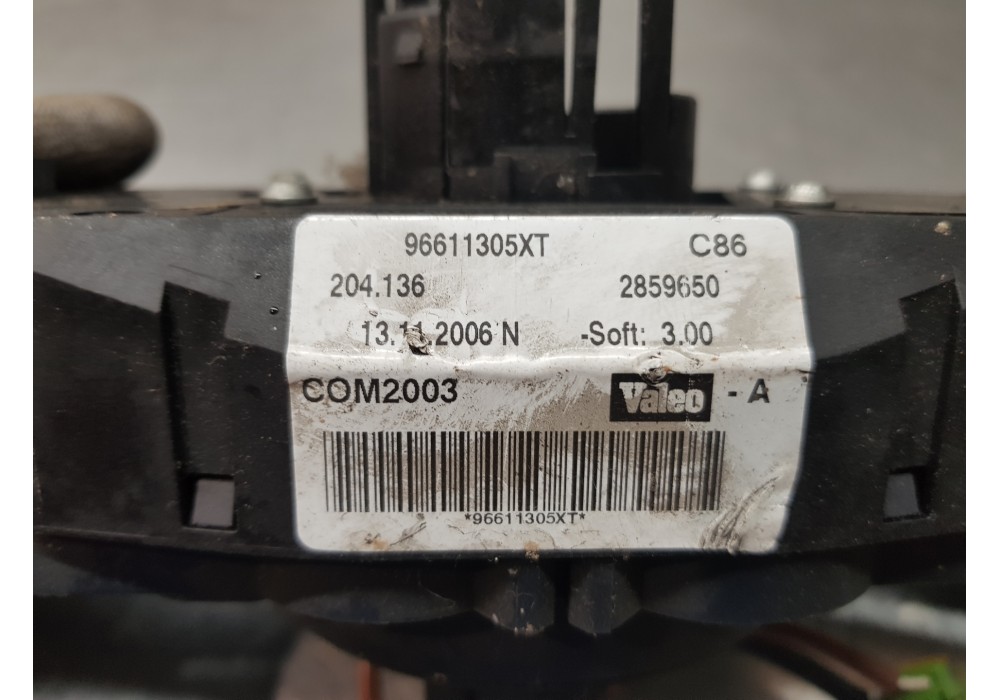 96611305XT C86
204.136 2859650
13.11.2006 N -Soft: 3.00
COM2003 Valeo - A
*96611305XT*